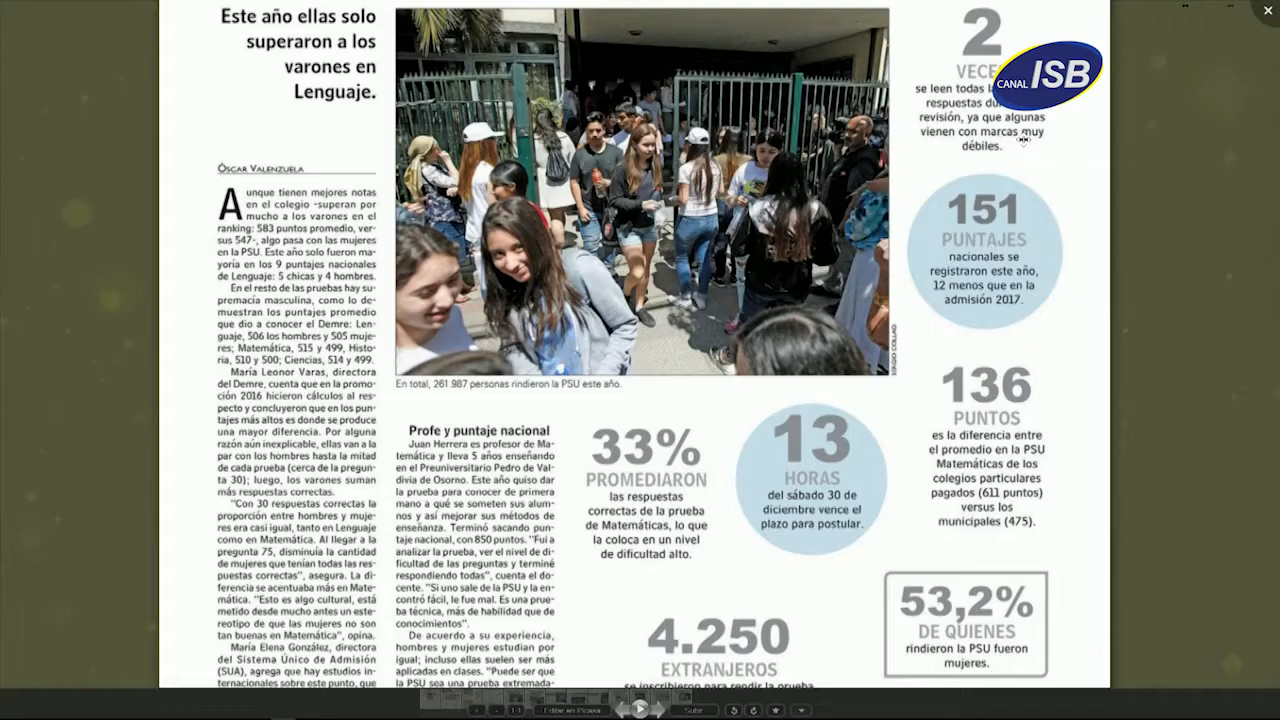 Este año ellas solo
superaron a los
varones en
Lenguaje.
ÓSCAR VALENZUELA
Aunque tienen mejores notas
en el colegio -superan por
mucho a los varones en el
ranking: 583 puntos promedio, ver-
sus 547-, algo pasa con las mujeres
en la PSU. Este año solo fueron ma-
yoría en los 9 puntajes nacionales
de Lenguaje: 5 chicas y 4 hombres.
En el resto de las pruebas hay su-
premacía masculina, como lo de-
muestran los puntajes promedio
que dio a conocer el Demre: Len-
guaje, 506 los hombres y 505 muje-
res; Matemática, 515 y 499, Histo-
ria, 510 y 500; Ciencias, 514 y 499.
María Leonor Varas, directora
del Demre, cuenta que en la promo-
ción 2016 hicieron cálculos al res-
pecto y concluyeron que en los pun-
tajes más altos es donde se produce
una mayor diferencia. Por alguna
razón aún inexplicable, ellas van a la
par con los hombres hasta la mitad
de cada prueba (cerca de la pregun-
ta 30); luego, los varones suman
más respuestas correctas.
"Con 30 respuestas correctas la
proporción entre hombres y muje-
res era casi igual, tanto en Lenguaje
como en Matemática. Al llegar a la
pregunta 75, disminuía la cantidad
de mujeres que tenían todas las res-
puestas correctas", asegura. La di-
ferencia se acentuaba más en Mate-
mática. "Esto es algo cultural, está
metido desde mucho antes un este-
reotipo de que las mujeres no son
tan buenas en Matemática", opina.
María Elena González, directora
del Sistema Único de Admisión
(SUA), agrega que hay estudios in-
ternacionales sobre este punto, que
SERGIO COLLAO
En total, 261.987 personas rindieron la PSU este año.
Profe y puntaje nacional
Juan Herrera es profesor de Ma-
temática y lleva 5 años enseñando
en el Preuniversitario Pedro de Val-
divia de Osorno. Este año quiso dar
la prueba para conocer de primera
mano a qué se someten sus alum-
nos y así mejorar sus métodos de
enseñanza. Terminó sacando pun-
taje nacional, con 850 puntos. "Fui a
analizar la prueba, ver el nivel de di-
ficultad de las preguntas y terminé
respondiendo todas", cuenta el do-
cente. "Si uno sale de la PSU y la en-
contró fácil, le fue mal. Es una prue-
ba técnica, más de habilidad que de
conocimientos".
De acuerdo a su experiencia,
hombres y mujeres estudian por
igual; incluso ellas suelen ser más
aplicadas en clases. "Puede ser que
la PSU sea una prueba extremada-
33%
PROMEDIARON
las respuestas
correctas de la prueba
de Matemáticas, lo que
la coloca en un nivel
de dificultad alto.
13
HORAS
del sábado 30 de
diciembre vence el
plazo para postular.
4.250
EXTRANJEROS
se inscribieron para rendir la prueba
2
VECES
se leen todas
respuestas
revisión, ya que algunas
vienen con marcas muy
débiles.
CANAL ISB
151
PUNTAJES
nacionales se
registraron este año,
12 menos que en la
admisión 2017.
136
PUNTOS
es la diferencia entre
el promedio en la PSU
Matemáticas de los
colegios particulares
pagados (611 puntos)
versus los
municipales (475).
53,2%
DE QUIENES
rindieron la PSU fueron
mujeres.
Editar en Picasa
Subir